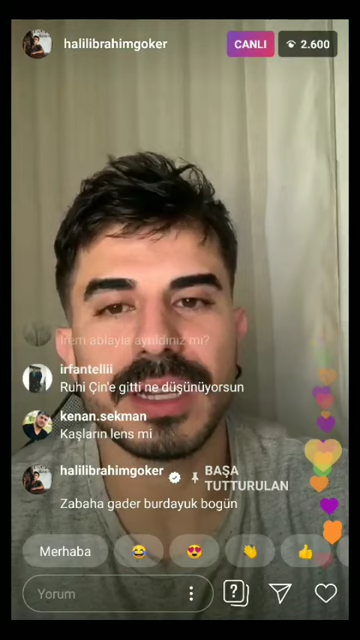 halilibrahimgoker
CANLI
2.600
İrem ablayla ayrıldınız mı?
irfantellii
Ruhi Çin'e gitti ne düşünüyorsun
kenan.sekman
Kaşların lens mi
halilibrahimgoker
BAŞA
TUTTURULAN
Zabaha gader burdayuk bogün
Merhaba
Yorum